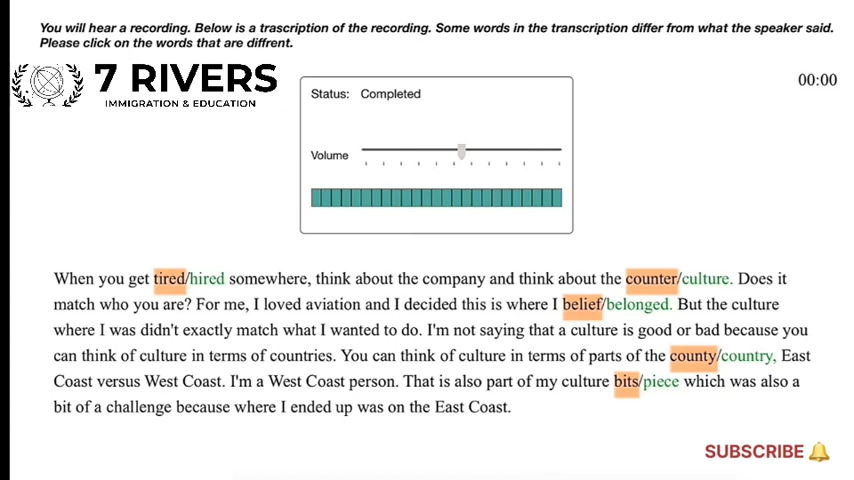 You will hear a recording. Below is a trascription of the recording. Some words in the transcription differ from what the speaker said.
Please click on the words that are diffrent.
7 RIVERS
IMMIGRATION & EDUCATION
00:00
Status: Completed
Volume
When you get tired/hired somewhere, think about the company and think about the counter/culture. Does it
match who you are? For me, I loved aviation and I decided this is where I belief/belonged. But the culture
where I was didn't exactly match what I wanted to do. I'm not saying that a culture is good or bad because you
can think of culture in terms of countries. You can think of culture in terms of parts of the county/country, East
Coast versus West Coast. I'm a West Coast person. That is also part of my culture bits/piece which was also a
bit of a challenge because where I ended up was on the East Coast.
SUBSCRIBE